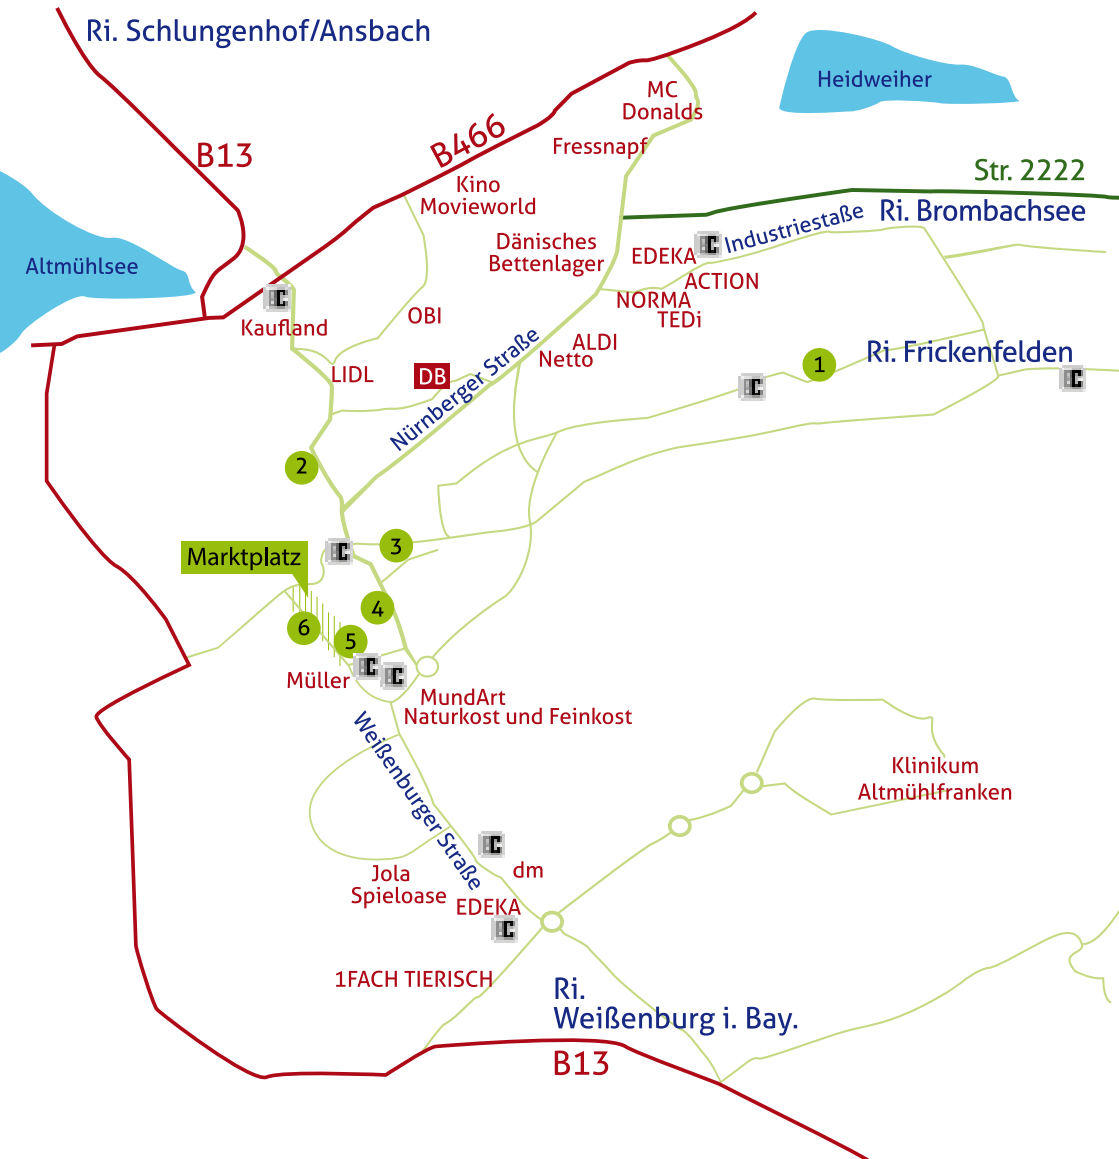 Ri. Schlungenhof/Ansbach
Heidweiher
MC
Donalds
B13
B466
Fressnapf
Str. 2222
Kino
Movieworld
Ri. Brombachsee
Industriestaße
Dänisches
Bettenlager
EDEKA
Altmühlsee
ACTION
NORMA
TEDi
Kaufland
OBI
ALDI
Netto
Nürnberger Straße
Ri. Frickenfelden
1
LIDL
DB
2
Marktplatz
3
4
6
5
Müller
MundArt
Naturkost und Feinkost
Weißenburger Straße
Klinikum
Altmühlfranken
dm
Jola
Spieloase
EDEKA
1FACH TIERISCH
Ri.
Weißenburg i. Bay.
B13